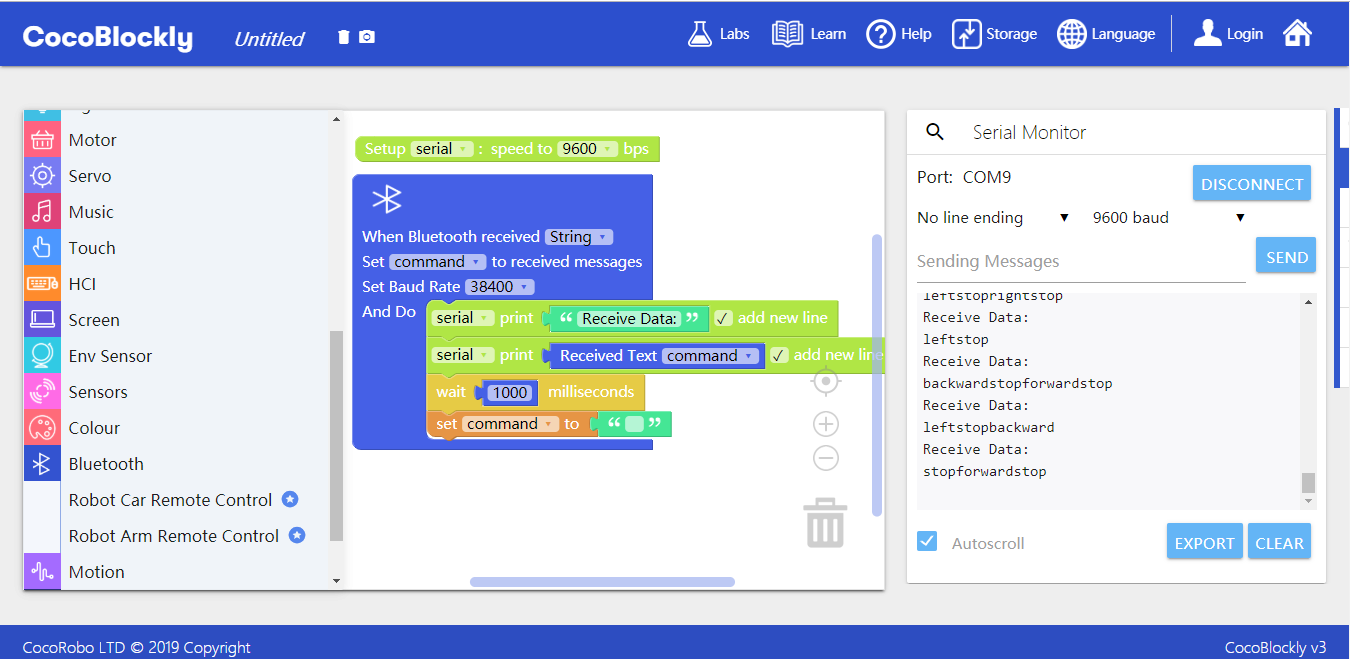 CocoBlockly Untitled Labs Learn Help Storage Language Login
Motor
Servo
Music
Touch
HCI
Screen
Env Sensor
Sensors
Colour
Bluetooth
Robot Car Remote Control
Robot Arm Remote Control
Motion
Setup serial : speed to 9600 bps
When Bluetooth received String
Set command to received messages
Set Baud Rate 38400
And Do
serial print “ Receive Data: ” ✓ add new line
serial print Received Text command ✓ add new line
wait 1000 milliseconds
set command to “ ”
Serial Monitor
Port: COM9
DISCONNECT
No line ending 9600 baud
Sending Messages
SEND
leftstoprightstop
Receive Data:
leftstop
Receive Data:
backwardstopforwardstop
Receive Data:
leftstopbackward
Receive Data:
stopforwardstop
Autoscroll
EXPORT
CLEAR
CocoRobo LTD © 2019 Copyright
CocoBlockly v3